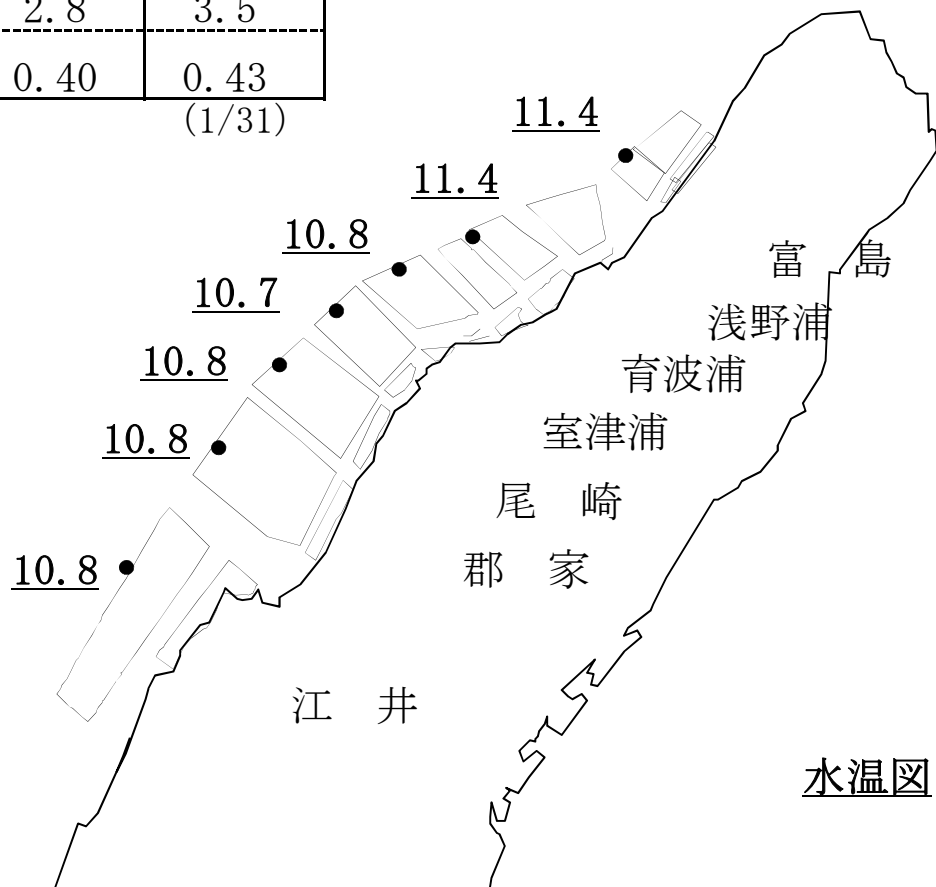 2.8 3.5
0.40 0.43
(1/31)
11.4
11.4
10.8
10.7
10.8
10.8
10.8
富 島
浅野浦
育波浦
室津浦
尾 崎
郡 家
江 井
水温図